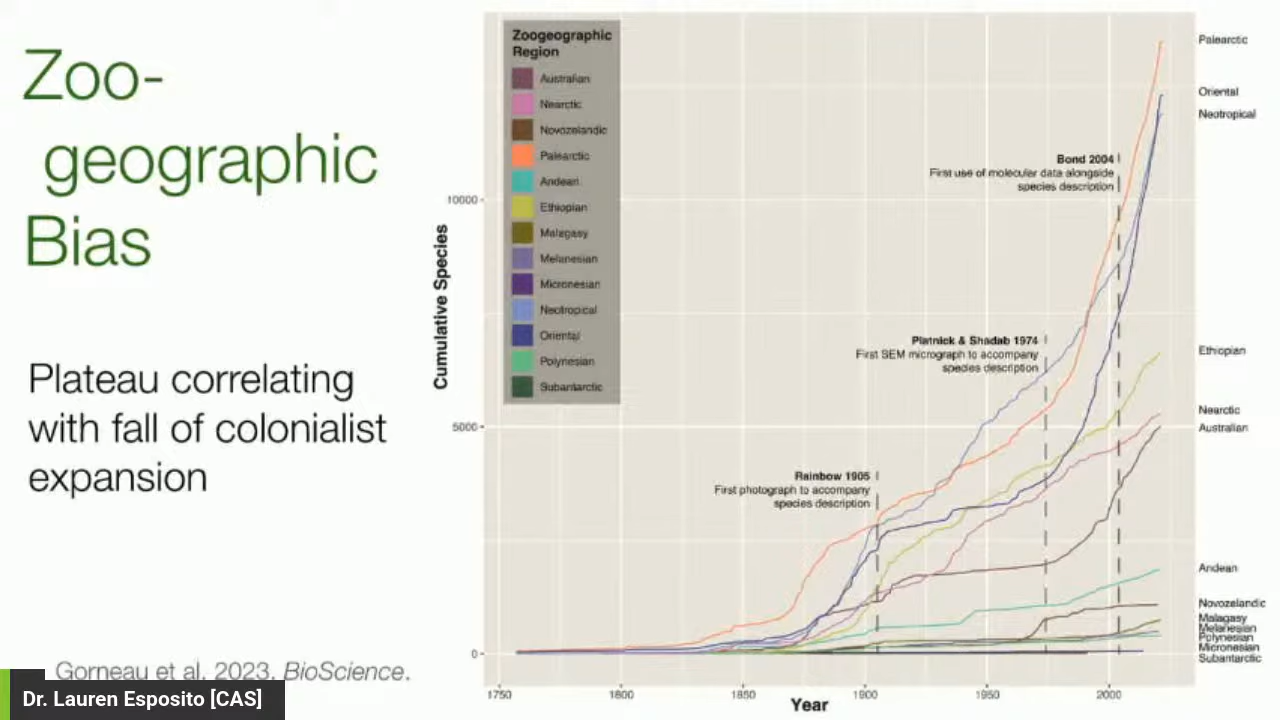 Zoo-
geographic
Bias
Plateau correlating
with fall of colonialist
expansion
Gorneau et al. 2023. BioScience.
Dr. Lauren Esposito [CAS]
Zoogeographic
Region
Australian
Nearctic
Novozelandic
Palearctic
Andean
Ethiopian
Malagasy
Melanesian
Micronesian
Neotropical
Oriental
Polynesian
Subantarctic
Cumulative Species
10000
5000
0
Rainbow 1905
First photograph to accompany
species description
Platnick & Shadab 1974
First SEM micrograph to accompany
species description
Bond 2004
First use of molecular data alongside
species description
Palearctic
Oriental
Neotropical
Ethiopian
Nearctic
Australian
Andean
Novozelandic
Malagasy
Melanesian
Polynesian
Micronesian
Subantarctic
1750
1800
1850
1900
1950
2000
Year